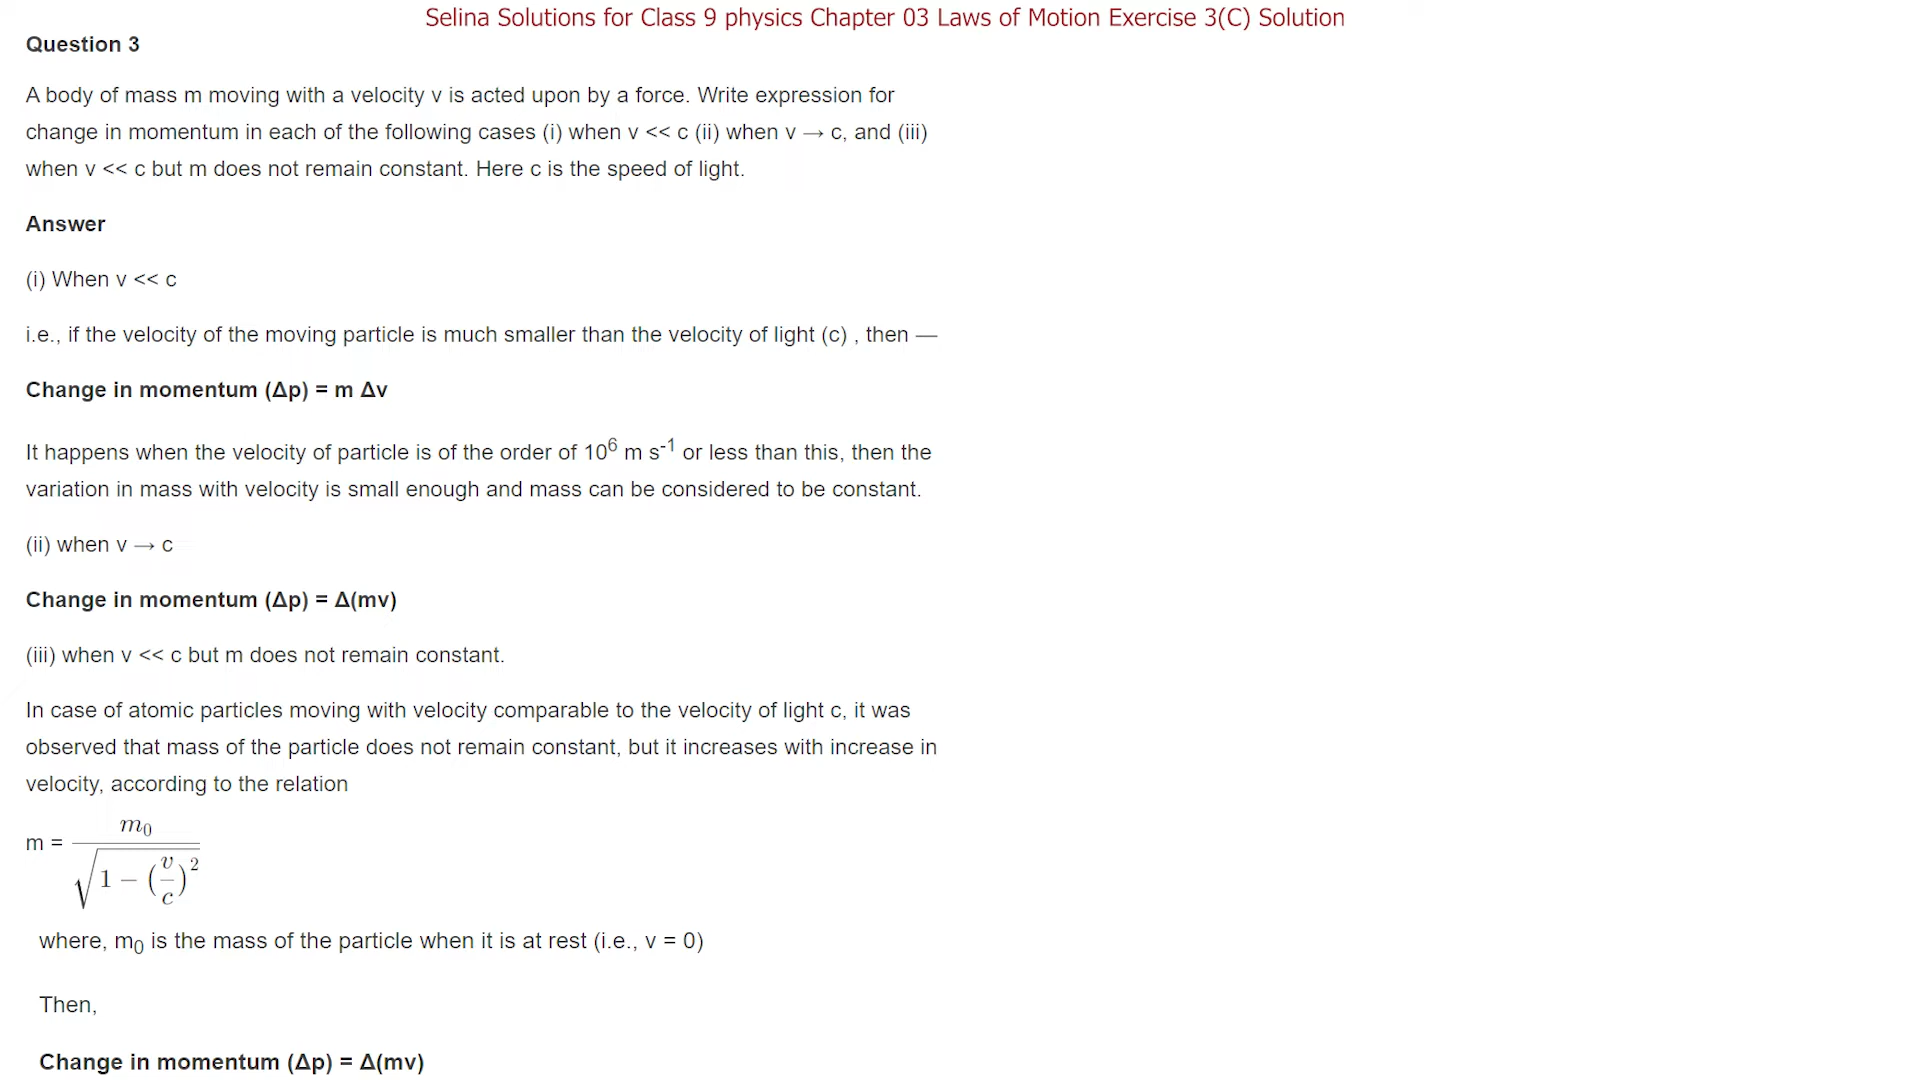 Selina Solutions for Class 9 physics Chapter 03 Laws of Motion Exercise 3(C) Solution
Question 3
A body of mass m moving with a velocity v is acted upon by a force. Write expression for
change in momentum in each of the following cases (i) when v << c (ii) when v → c, and (iii)
when v << c but m does not remain constant. Here c is the speed of light.
Answer
(i) When v << c
i.e., if the velocity of the moving particle is much smaller than the velocity of light (c) , then —
Change in momentum (Δp) = m Δv
It happens when the velocity of particle is of the order of 10⁶ m s⁻¹ or less than this, then the
variation in mass with velocity is small enough and mass can be considered to be constant.
(ii) when v → c
Change in momentum (Δp) = Δ(mv)
(iii) when v << c but m does not remain constant.
In case of atomic particles moving with velocity comparable to the velocity of light c, it was
observed that mass of the particle does not remain constant, but it increases with increase in
velocity, according to the relation
m = m₀ / √(1 − (v/c)²)
where, m₀ is the mass of the particle when it is at rest (i.e., v = 0)
Then,
Change in momentum (Δp) = Δ(mv)